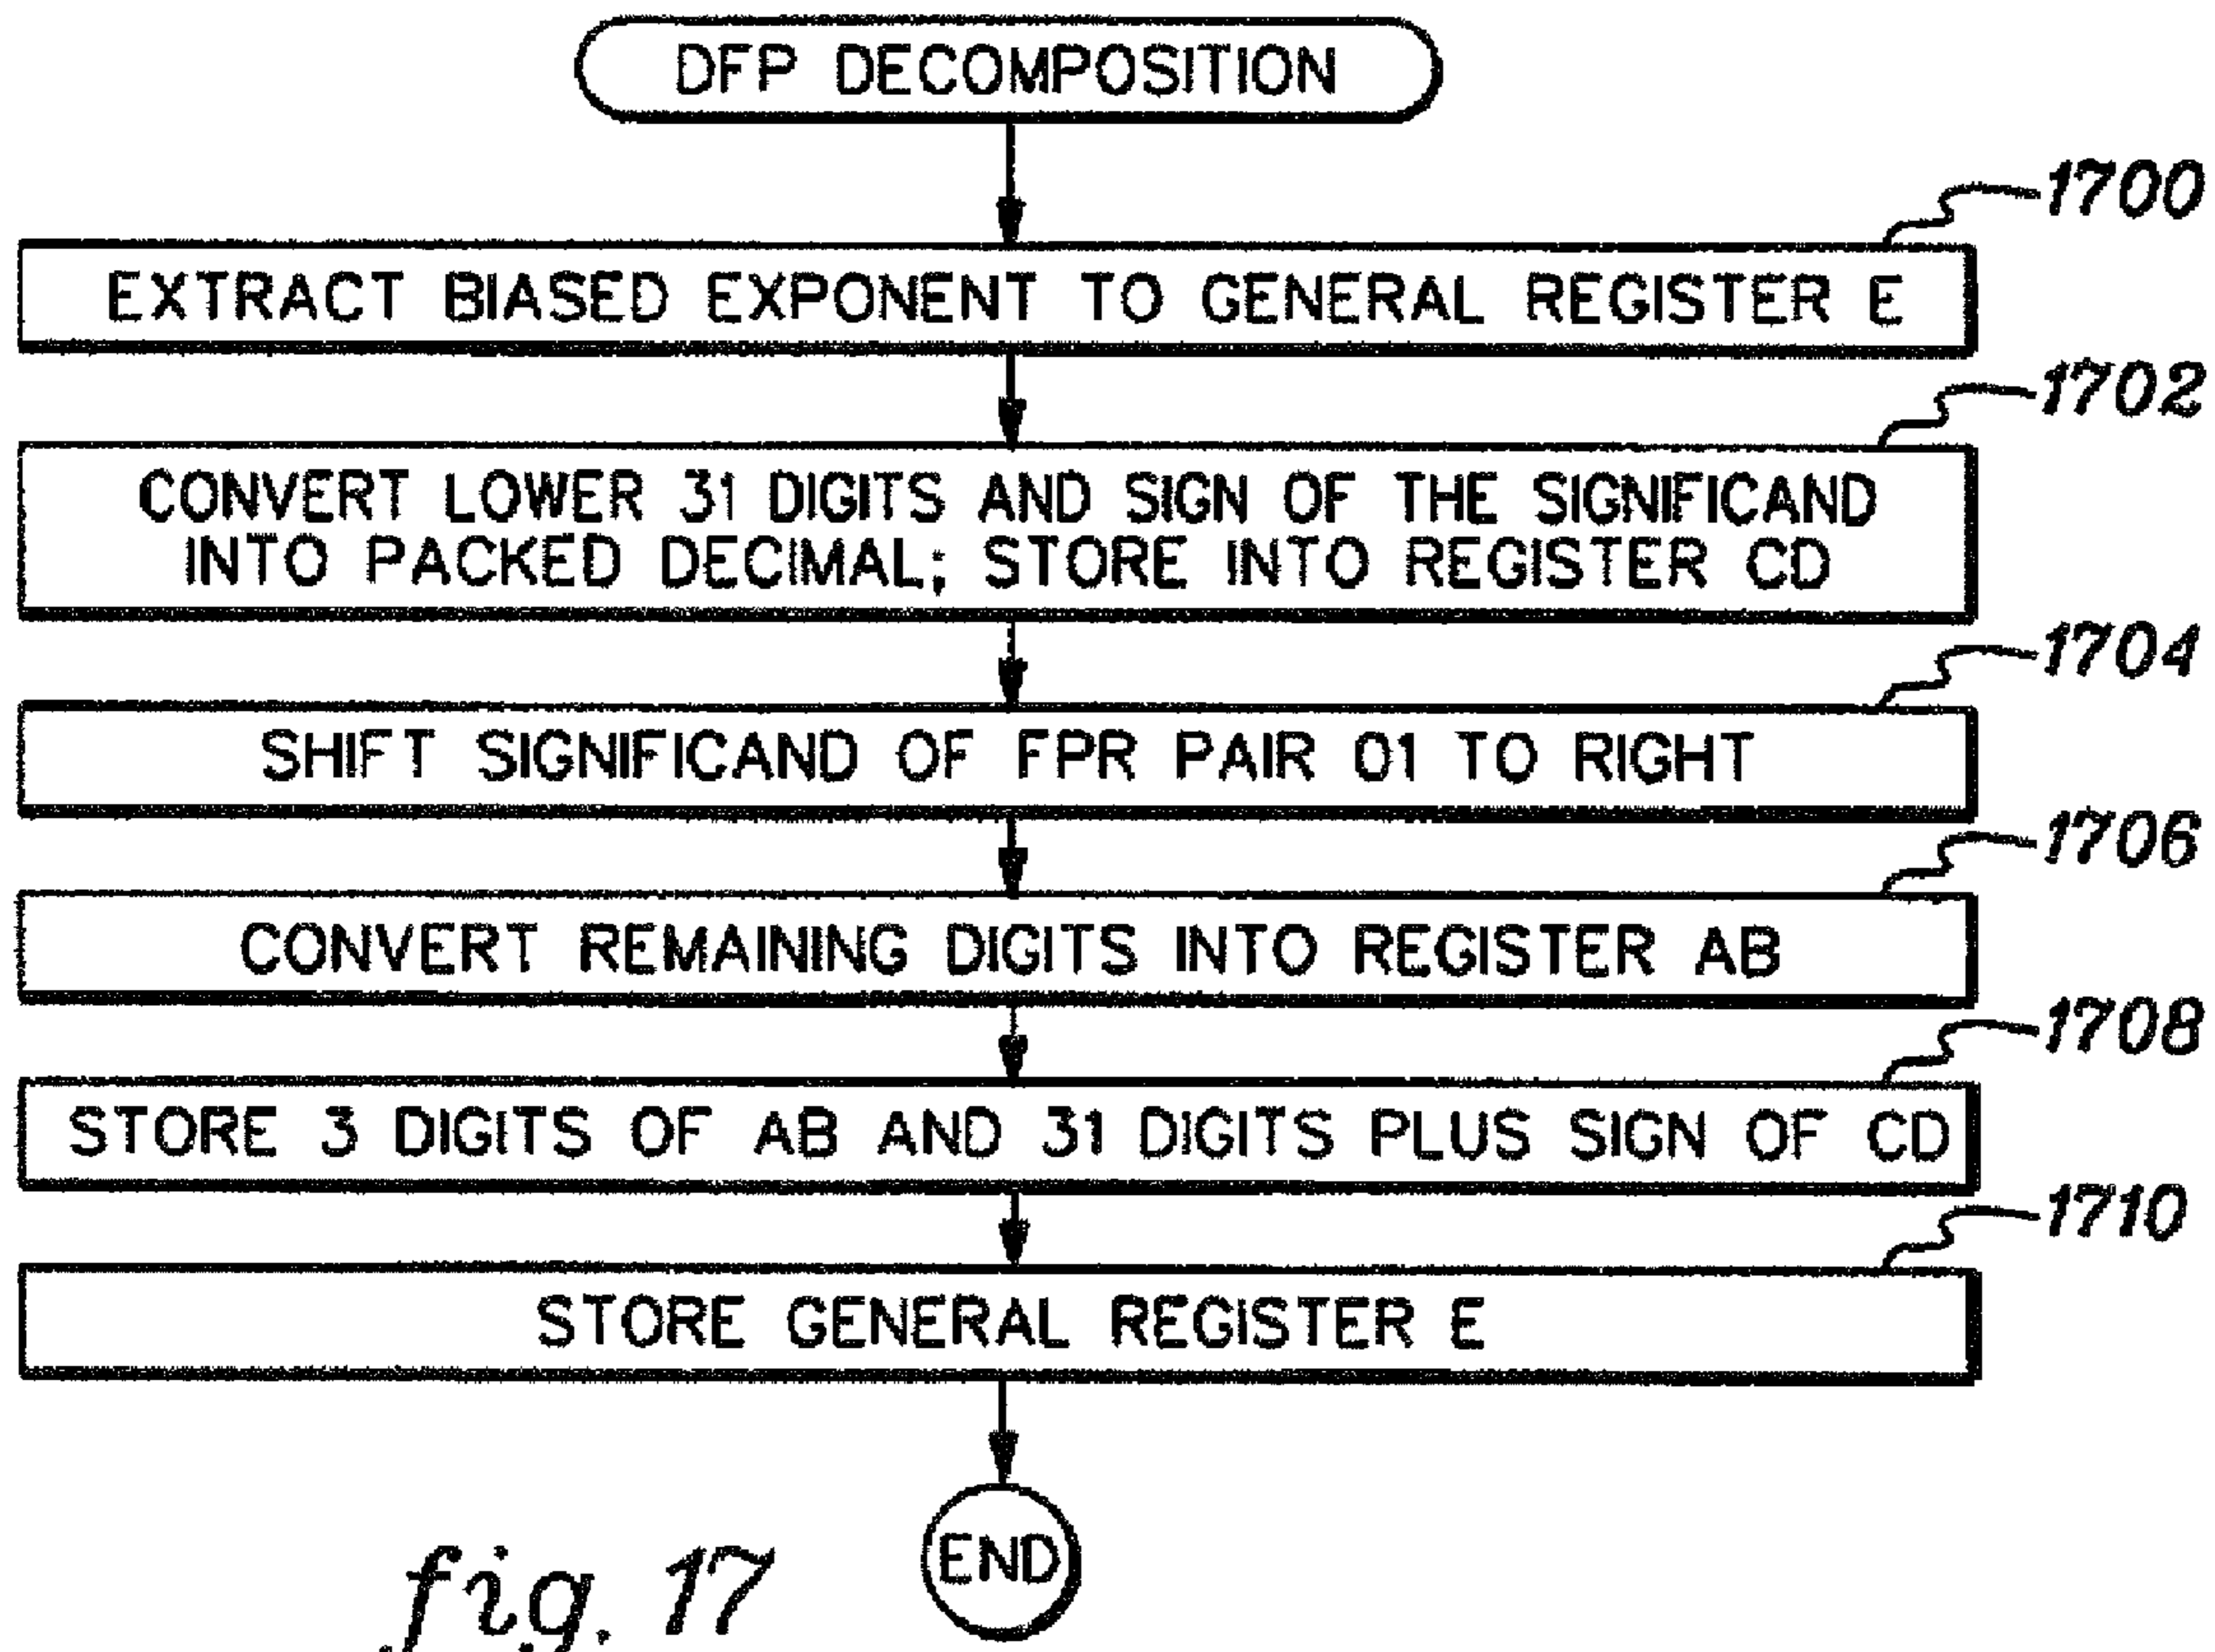 DFP DECOMPOSITION
1700
EXTRACT BIASED EXPONENT TO GENERAL REGISTER E
1702
CONVERT LOWER 31 DIGITS AND SIGN OF THE SIGNIFICAND
INTO PACKED DECIMAL; STORE INTO REGISTER CD
1704
SHIFT SIGNIFICAND OF FPR PAIR 01 TO RIGHT
1706
CONVERT REMAINING DIGITS INTO REGISTER AB
1708
STORE 3 DIGITS OF AB AND 31 DIGITS PLUS SIGN OF CD
1710
STORE GENERAL REGISTER E
END
fig. 17